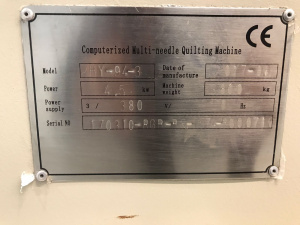 Computerized Multi-needle Quilting Machine
CE
Model Date of manufacture
Power kw Machine weight kg
Power supply 3 / 380 V/ Hz
Serial NO